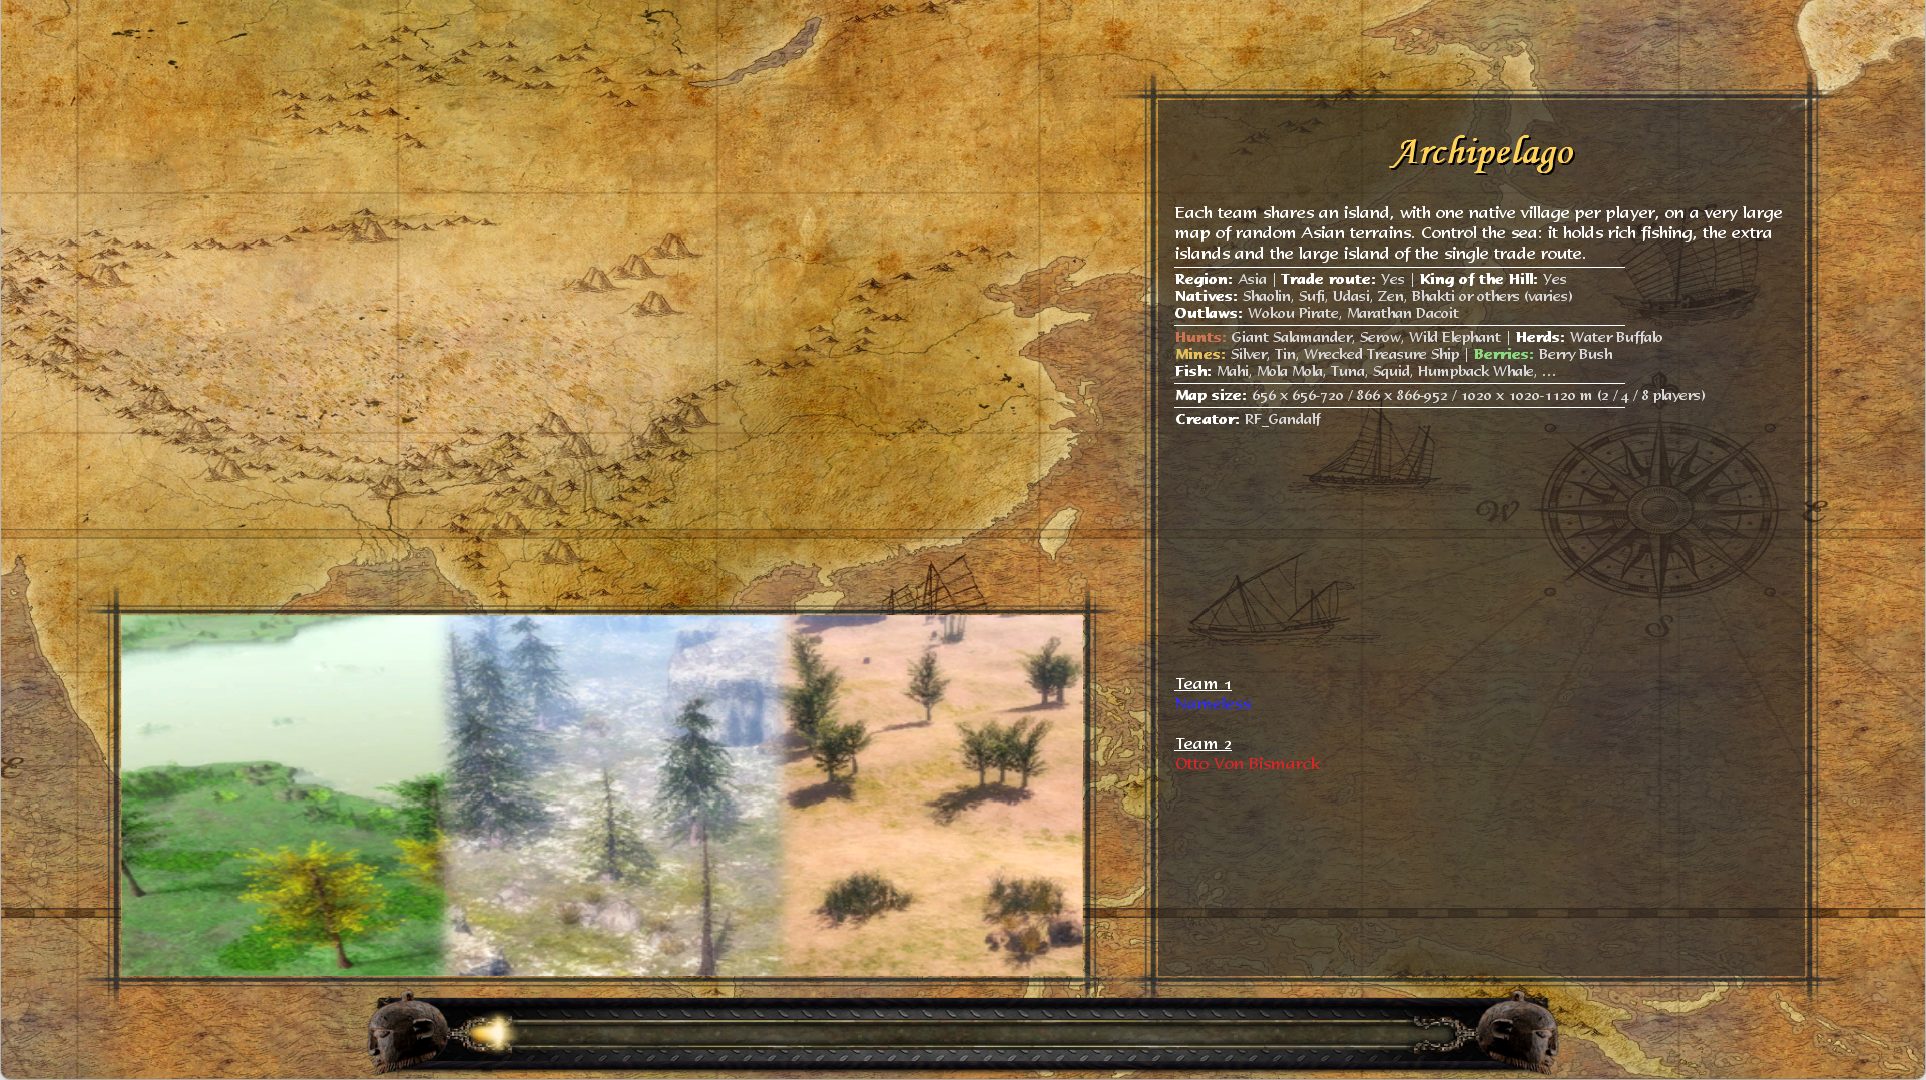 Archipelago
Each team shares an island, with one native village per player, on a very large
map of random Asian terrains. Control the sea: it holds rich fishing, the extra
islands and the large island of the single trade route.
Region: Asia | Trade route: Yes | King of the Hill: Yes
Natives: Shaolin, Sufi, Udasi, Zen, Bhakti or others (varies)
Outlaws: Wokou Pirate, Marathan Dacoit
Hunts: Giant Salamander, Serow, Wild Elephant | Herds: Water Buffalo
Mines: Silver, Tin, Wrecked Treasure Ship | Berries: Berry Bush
Fish: Mahi, Mola Mola, Tuna, Squid, Humpback Whale, ...
Map size: 656 x 656-720 / 866 x 866-952 / 1020 x 1020-1120 m (2 / 4 / 8 players)
Creator: RF_Gandalf
W
S
Team 1
Nameless
Team 2
Otto Von Bismarck